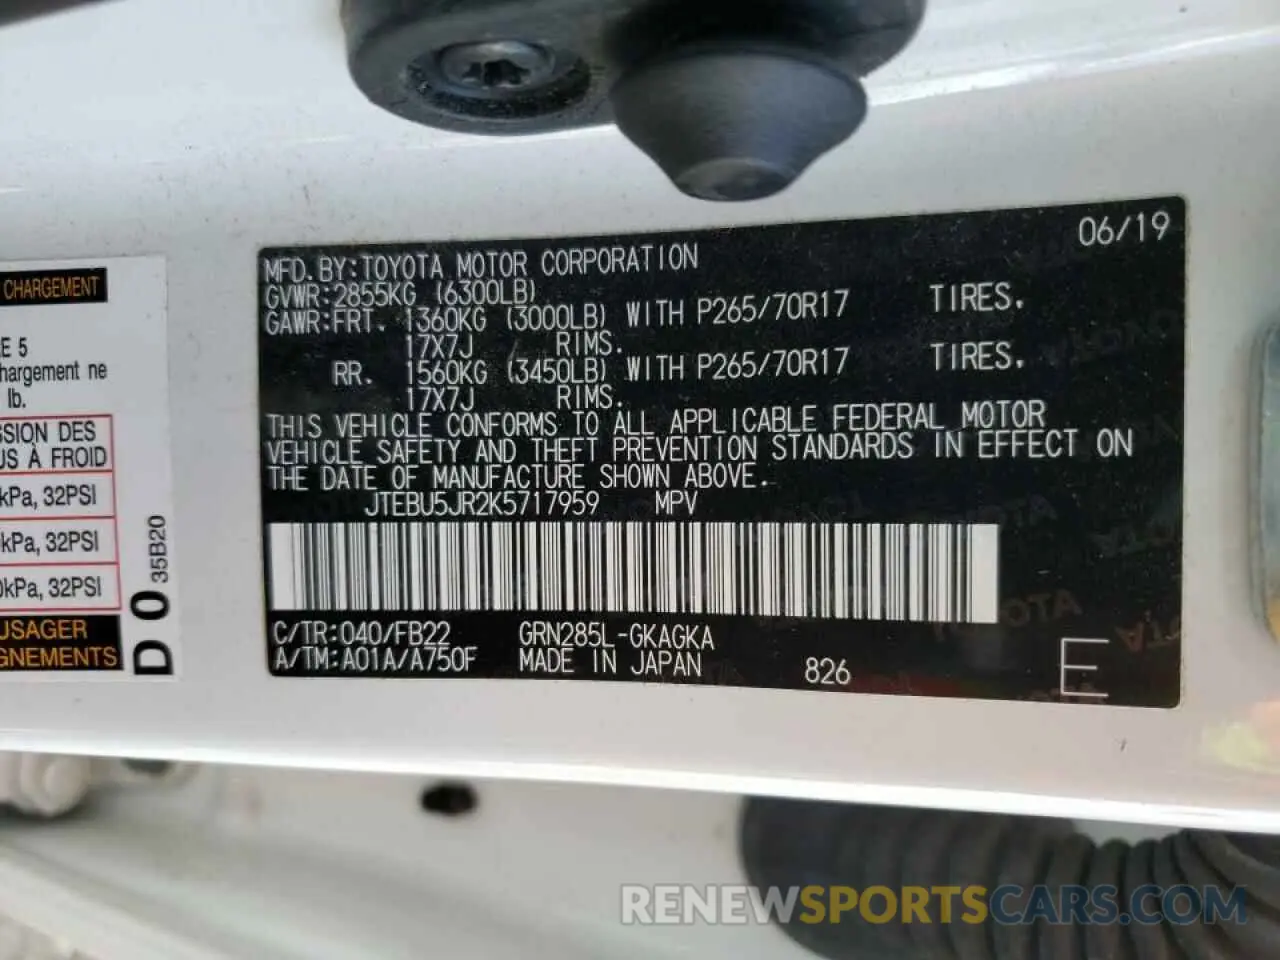 CHARGEMENT
E 5
hargement ne
lb.
SSION DES
US À FROID
kPa, 32PSI
kPa, 32PSI
0kPa, 32PSI
USAGER
GNEMENTS
D 0 35B20
06/19
MFD. BY: TOYOTA MOTOR CORPORATION
GVWR: 2855KG (6300LB)
GAWR: FRT. 1360KG (3000LB) WITH P265/70R17 TIRES.
17X7J RIMS.
RR. 1560KG (3450LB) WITH P265/70R17 TIRES.
17X7J RIMS.
THIS VEHICLE CONFORMS TO ALL APPLICABLE FEDERAL MOTOR
VEHICLE SAFETY AND THEFT PREVENTION STANDARDS IN EFFECT ON
THE DATE OF MANUFACTURE SHOWN ABOVE.
JTEBU5JR2K5717959 MPV
C/TR: 040/FB22 GRN285L-GKAGKA
A/TM: A01A/A750F MADE IN JAPAN 826 E
RENEWSPORTSCARS.COM